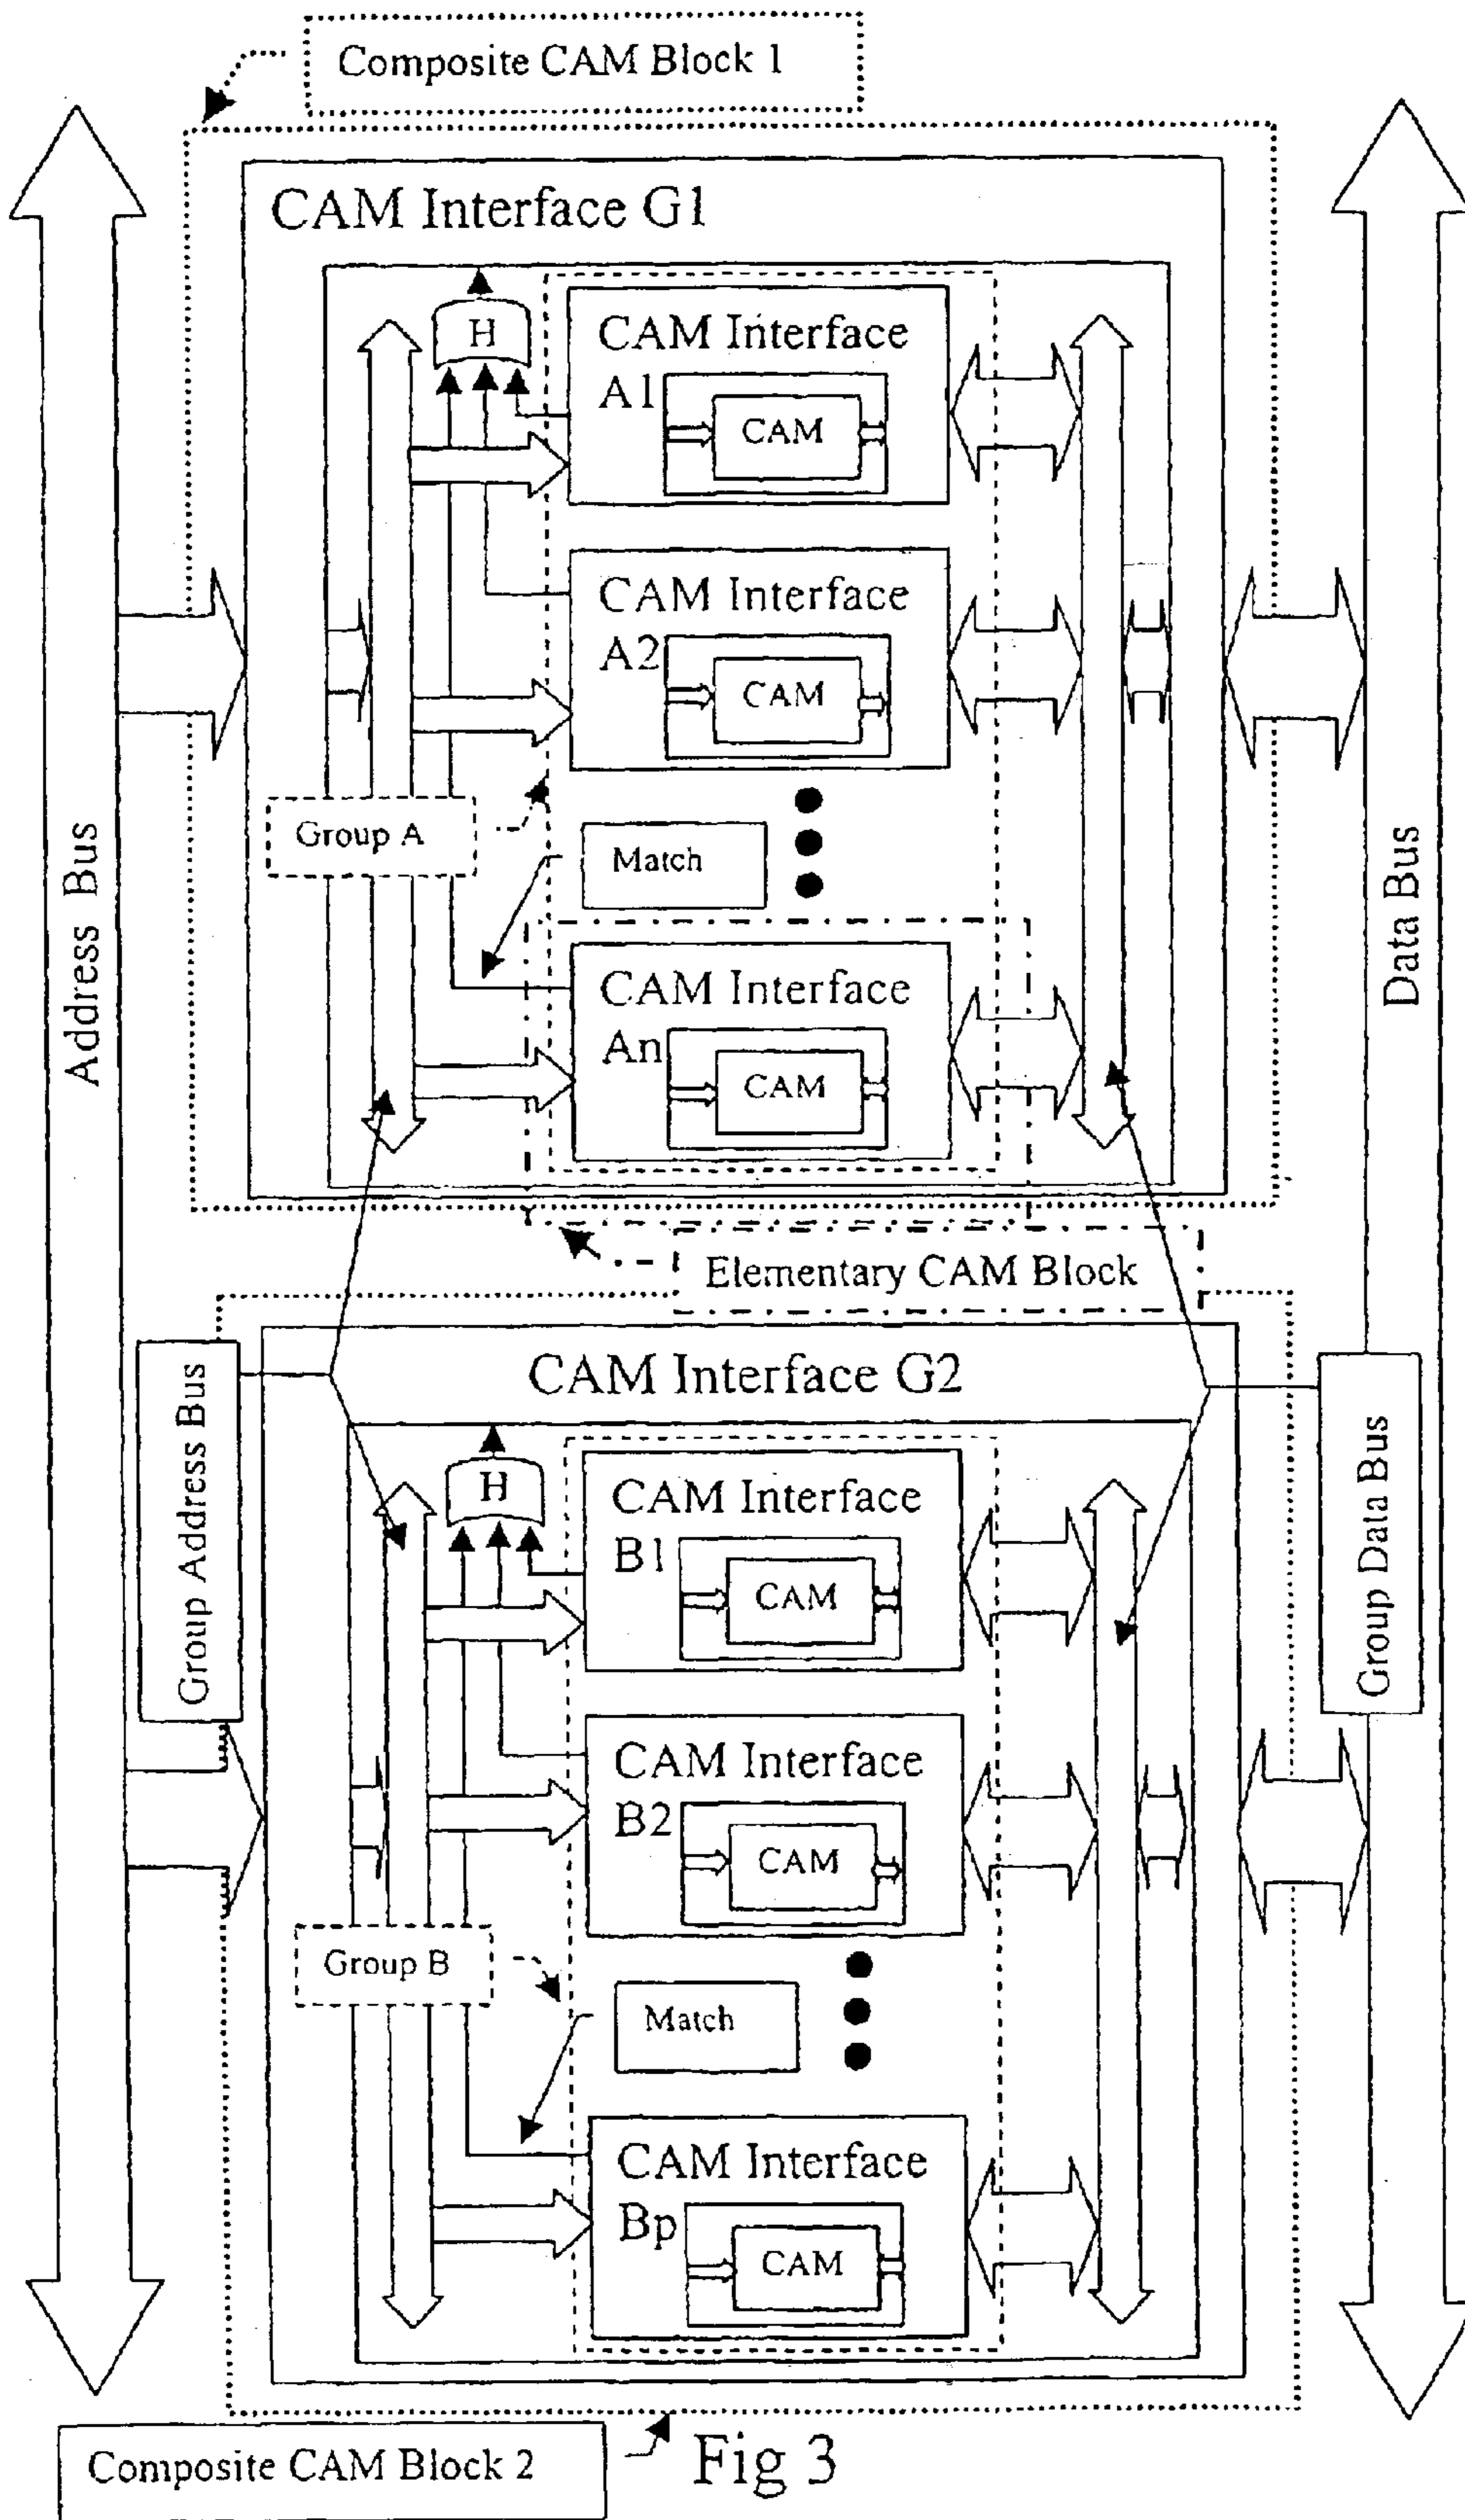 Composite CAM Block 1
CAM Interface G1
H
CAM Interface
A1
CAM
CAM Interface
A2
CAM
Group A
Match
CAM Interface
An
CAM
Address Bus
Data Bus
Elementary CAM Block
CAM Interface G2
Group Address Bus
Group Data Bus
H
CAM Interface
B1
CAM
CAM Interface
B2
CAM
Group B
Match
CAM Interface
Bp
CAM
Composite CAM Block 2
Fig 3